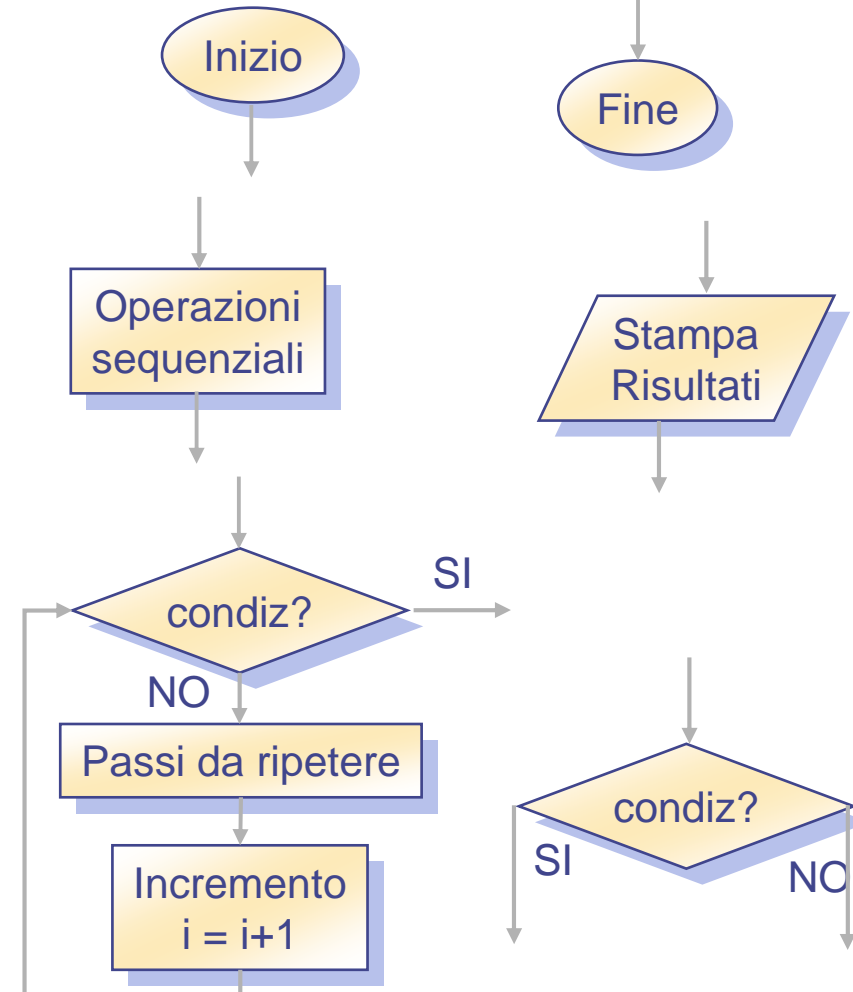 Inizio
Fine
Operazioni
sequenziali
Stampa
Risultati
condiz?
SI
NO
Passi da ripetere
Incremento
i = i+1
condiz?
SI
NO